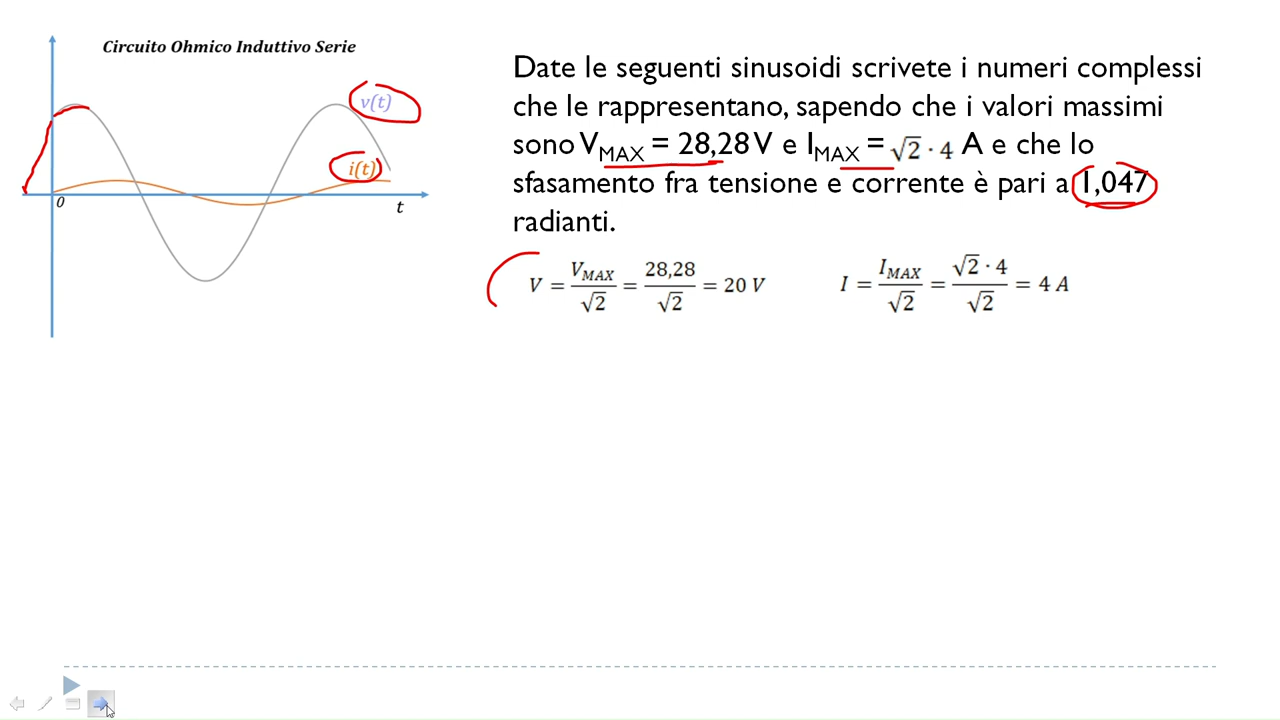 Circuito Ohmico Induttivo Serie
v(t)
i(t)
0
t
Date le seguenti sinusoidi scrivete i numeri complessi
che le rappresentano, sapendo che i valori massimi
sono V_MAX = 28,28 V e I_MAX = √2 · 4 A e che lo
sfasamento fra tensione e corrente è pari a 1,047
radianti.
V = V_MAX/√2 = 28,28/√2 = 20 V
I = I_MAX/√2 = √2 · 4/√2 = 4 A